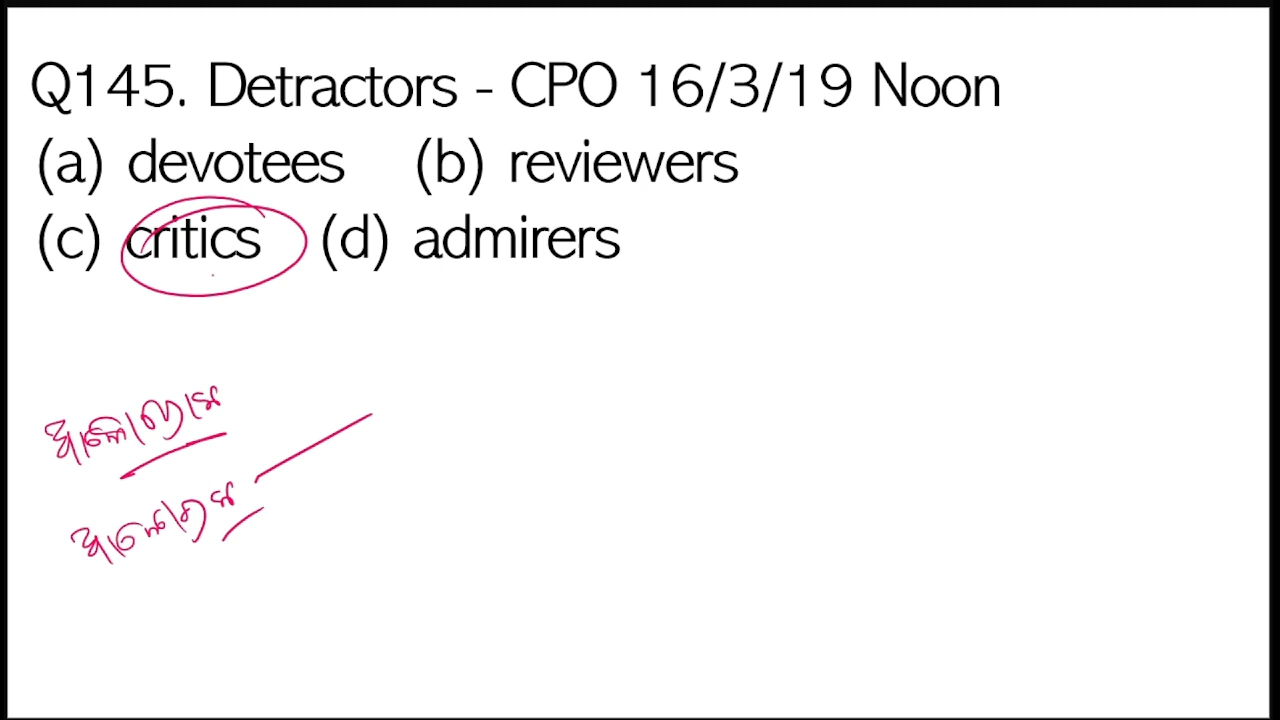 Q145. Detractors - CPO 16/3/19 Noon
(a) devotees (b) reviewers
(c) critics (d) admirers